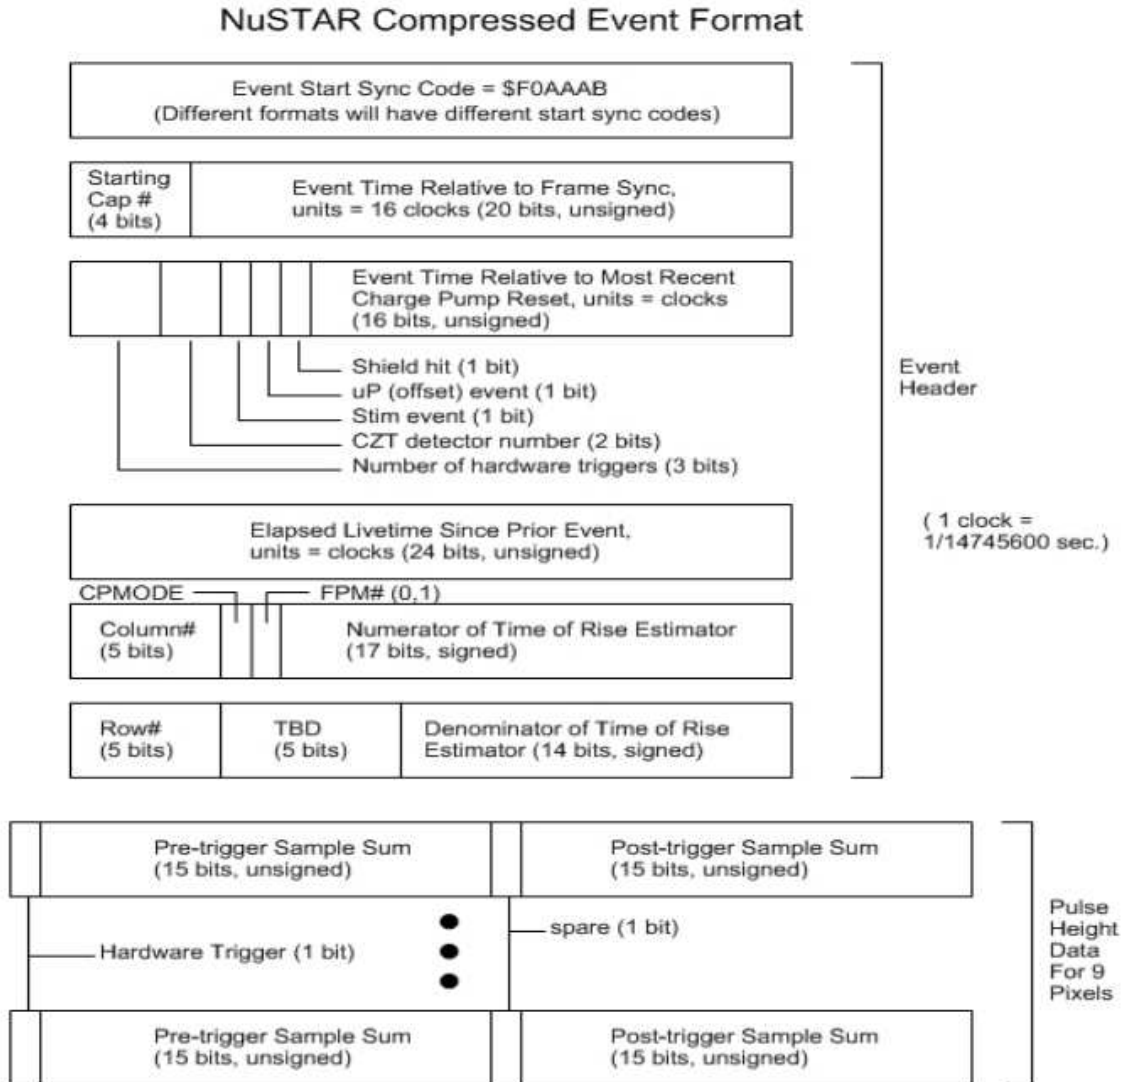 NuSTAR Compressed Event Format
Event Start Sync Code = $F0AAAB
(Different formats will have different start sync codes)
Starting
Cap #
(4 bits)
Event Time Relative to Frame Sync,
units = 16 clocks (20 bits, unsigned)
Event Time Relative to Most Recent
Charge Pump Reset, units = clocks
(16 bits, unsigned)
Shield hit (1 bit)
uP (offset) event (1 bit)
Stim event (1 bit)
CZT detector number (2 bits)
Number of hardware triggers (3 bits)
Event
Header
Elapsed Livetime Since Prior Event,
units = clocks (24 bits, unsigned)
( 1 clock =
1/14745600 sec.)
CPMODE
FPM# (0,1)
Column#
(5 bits)
Numerator of Time of Rise Estimator
(17 bits, signed)
Row#
(5 bits)
TBD
(5 bits)
Denominator of Time of Rise
Estimator (14 bits, signed)
Pre-trigger Sample Sum
(15 bits, unsigned)
Post-trigger Sample Sum
(15 bits, unsigned)
Hardware Trigger (1 bit)
spare (1 bit)
Pulse
Height
Data
For 9
Pixels
Pre-trigger Sample Sum
(15 bits, unsigned)
Post-trigger Sample Sum
(15 bits, unsigned)